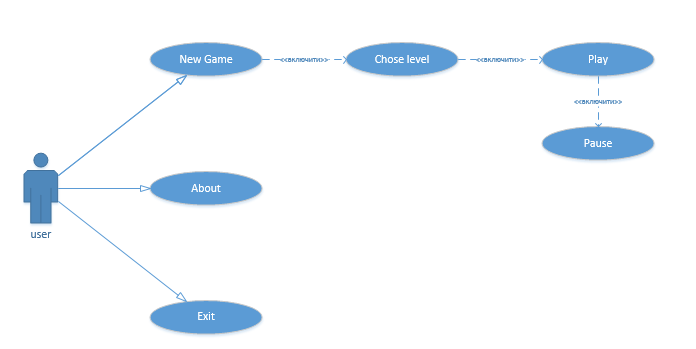 New Game
<<включити>>
Chose level
<<включити>>
Play
<<включити>>
Pause
About
user
Exit